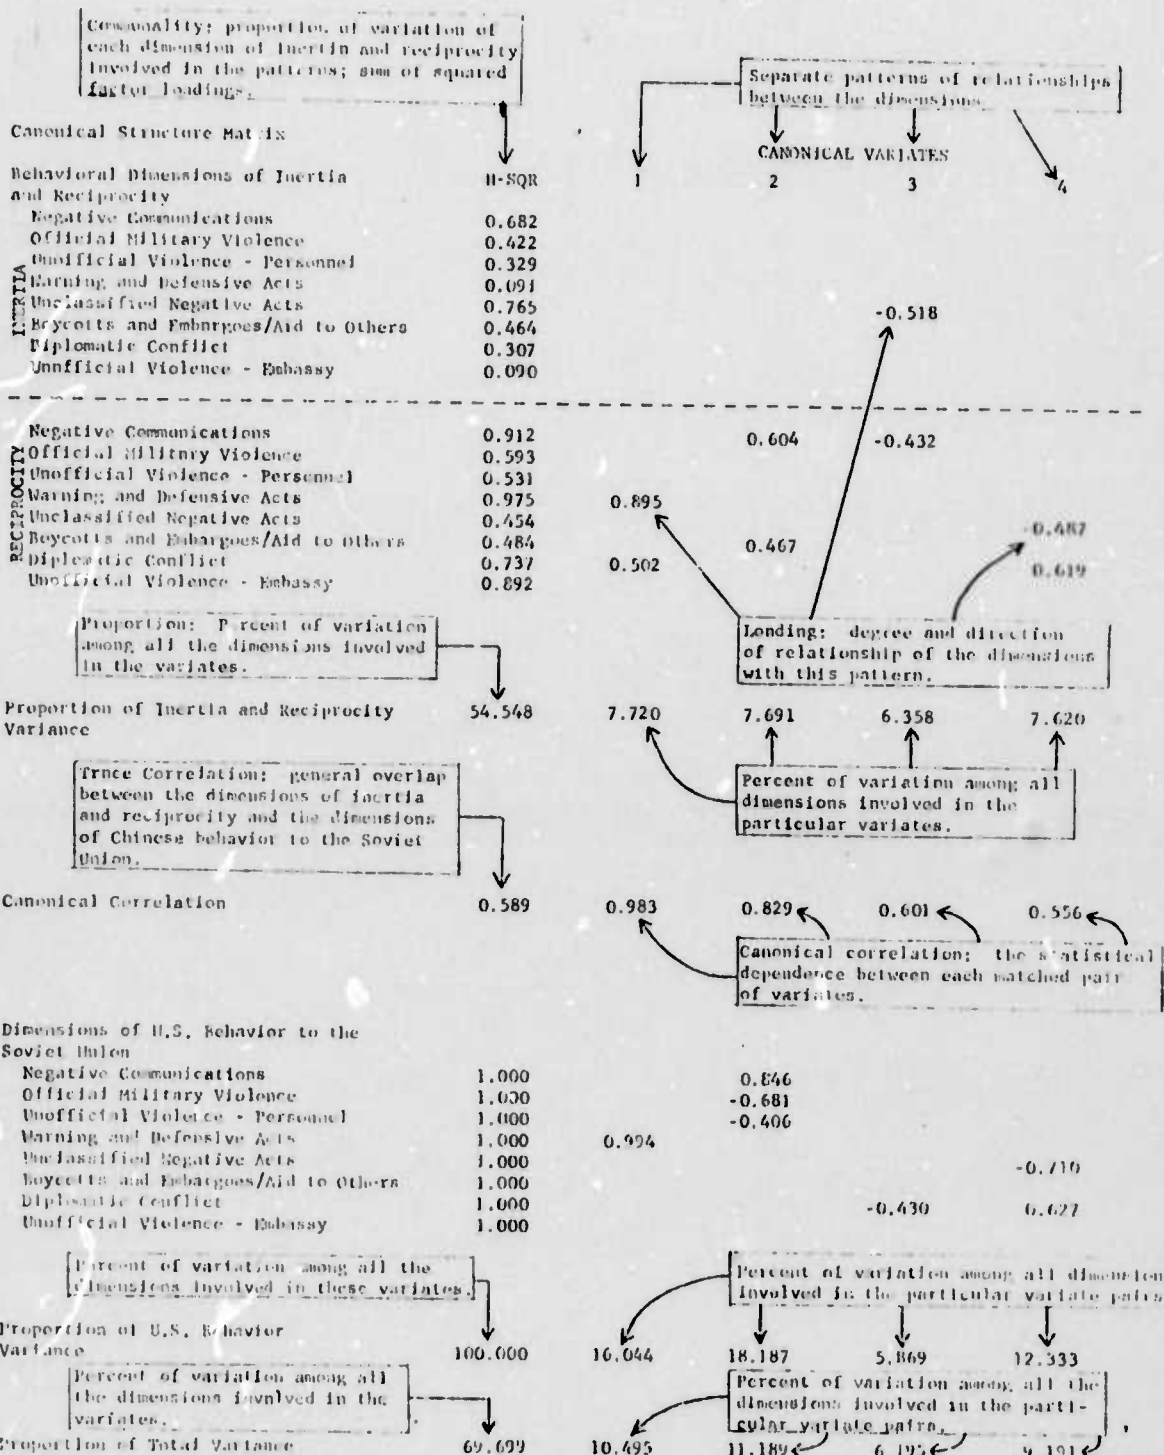 Commonality: proportion of variation of
each dimension of inertia and reciprocity
involved in the patterns; sum of squared
factor loadings.
Separate patterns of relationships
between the dimensions
Canonical Structure Matrix
CANONICAL VARIATES
Behavioral Dimensions of Inertia H-SQR 1 2 3 4
and Reciprocity
INERTIA
Negative Communications 0.682
Official Military Violence 0.422
Unofficial Violence - Personnel 0.329
Warning and Defensive Acts 0.091
Unclassified Negative Acts 0.765
Boycotts and Embargoes/Aid to Others 0.464 -0.518
Diplomatic Conflict 0.307
Unofficial Violence - Embassy 0.090
RECIPROCITY
Negative Communications 0.912 0.604 -0.432
Official Military Violence 0.593
Unofficial Violence - Personnel 0.531
Warning and Defensive Acts 0.975 0.895
Unclassified Negative Acts 0.454
Boycotts and Embargoes/Aid to Others 0.484 0.467 -0.487
Diplomatic Conflict 0.737 0.502 0.619
Unofficial Violence - Embassy 0.892
Proportion: Percent of variation
among all the dimensions involved
in the variates.
Loading: degree and direction
of relationship of the dimensions
with this pattern.
Proportion of Inertia and Reciprocity 54.548 7.720 7.691 6.358 7.620
Variance
Trace Correlation: general overlap
between the dimensions of inertia
and reciprocity and the dimensions
of Chinese behavior to the Soviet
Union.
Percent of variation among all
dimensions involved in the
particular variates.
Canonical Correlation 0.589 0.983 0.829 0.601 0.556
Canonical correlation: the statistical
dependence between each matched pair
of variates.
Dimensions of U.S. Behavior to the
Soviet Union
Negative Communications 1.000 0.846
Official Military Violence 1.000 -0.681
Unofficial Violence - Personnel 1.000 -0.406
Warning and Defensive Acts 1.000 0.994
Unclassified Negative Acts 1.000 -0.710
Boycotts and Embargoes/Aid to Others 1.000
Diplomatic Conflict 1.000 -0.430 0.627
Unofficial Violence - Embassy 1.000
Percent of variation among all the
dimensions involved in these variates.
Percent of variation among all dimension
involved in the particular variate pairs
Proportion of U.S. Behavior
Variance 100.000 16.044 18.187 5.869 12.333
Percent of variation among all
the dimensions involved in the
variates.
Percent of variation among all the
dimensions involved in the parti-
cular variate pairs.
Proportion of Total Variance 69.699 10.495 11.189 6.195 9.191